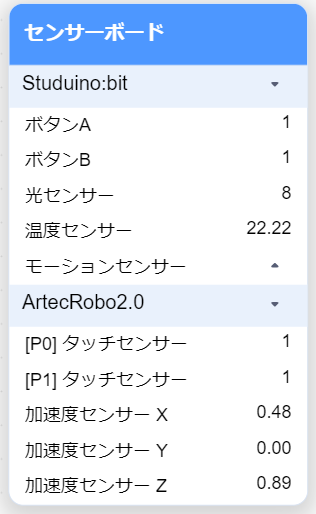 センサーボード
Studuino:bit
ボタンA 1
ボタンB 1
光センサー 8
温度センサー 22.22
モーションセンサー
ArtecRobo2.0
[P0] タッチセンサー 1
[P1] タッチセンサー 1
加速度センサー X 0.48
加速度センサー Y 0.00
加速度センサー Z 0.89